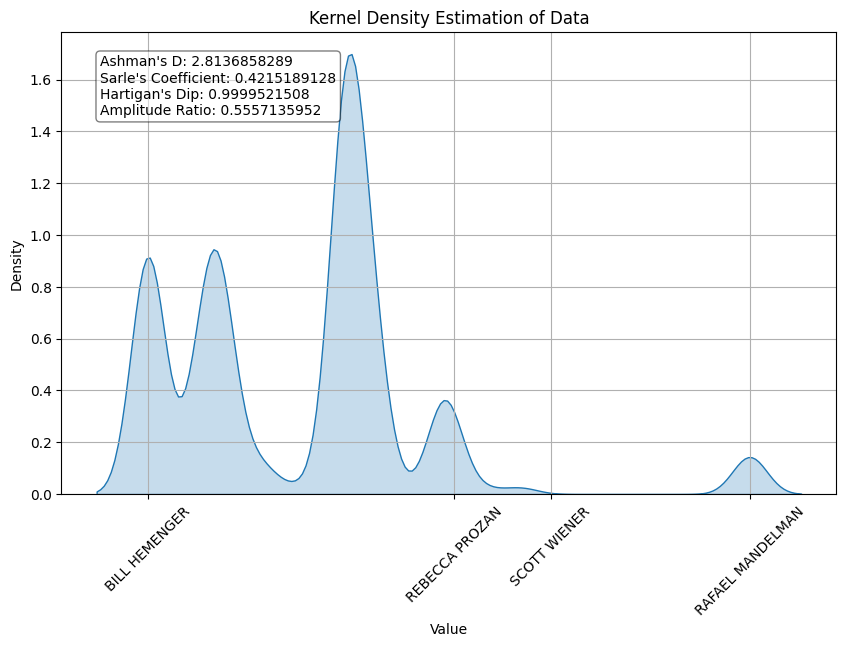 Kernel Density Estimation of Data
Ashman's D: 2.8136858289
Sarle's Coefficient: 0.4215189128
Hartigan's Dip: 0.9999521508
Amplitude Ratio: 0.5557135952
Density
1.6
1.4
1.2
1.0
0.8
0.6
0.4
0.2
0.0
BILL HEMENGER
REBECCA PROZAN
SCOTT WIENER
RAFAEL MANDELMAN
Value